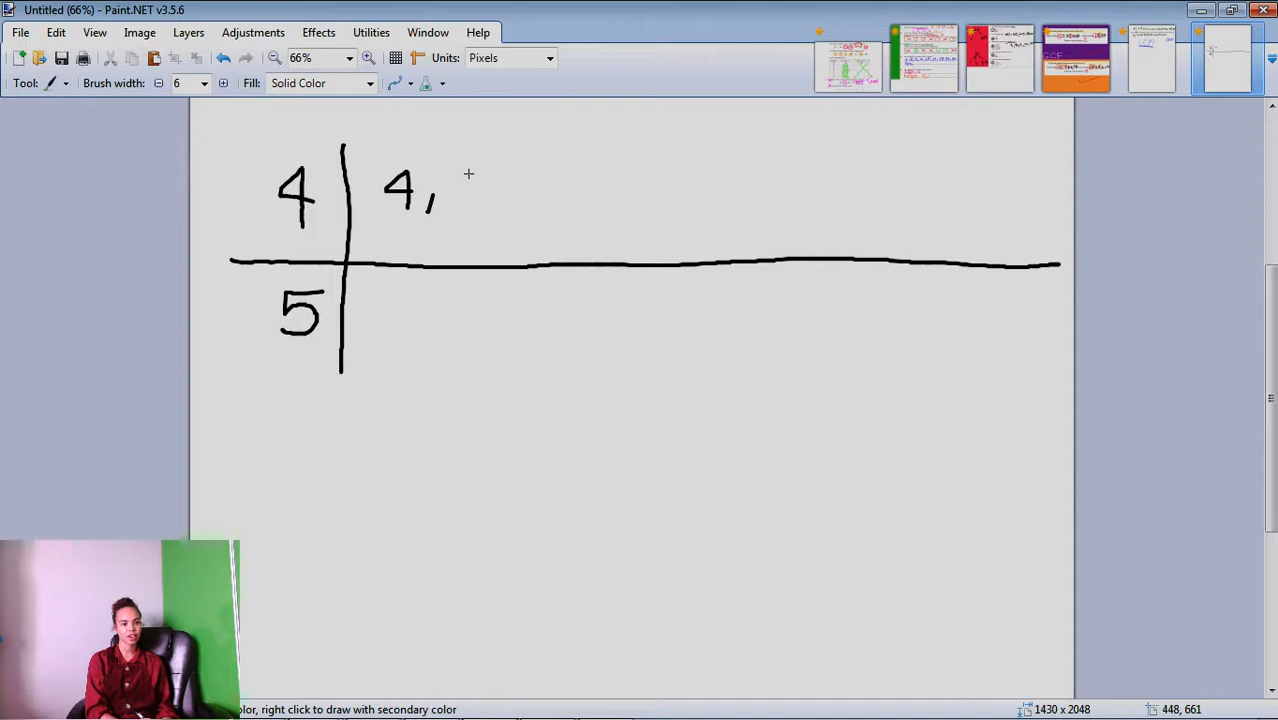 Untitled (66%) - Paint.NET v3.5.6
File Edit View Image Layers Adjustments Effects Utilities Window Help
66% Units: Pixels
Tool: Brush width: 6 Fill: Solid Color
4 4,
5
olor, right click to draw with secondary color 1430 x 2048 448, 661